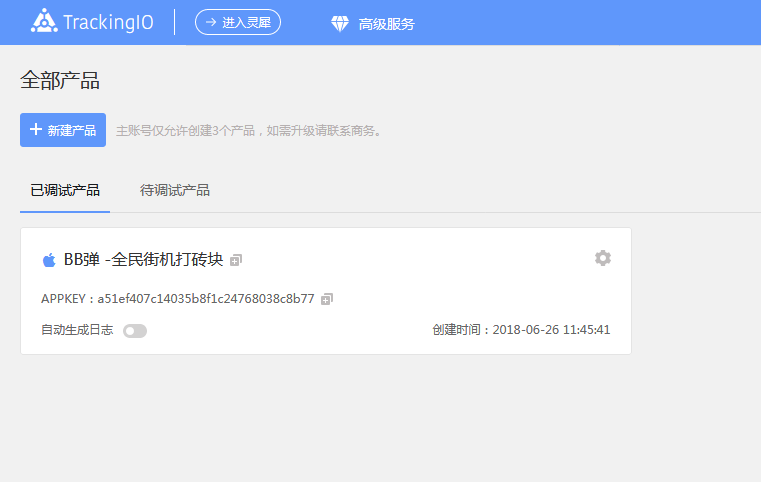 TrackingIO 进入灵犀 高级服务
全部产品
新建产品 主账号仅允许创建3个产品，如需升级请联系商务。
已调试产品 待调试产品
BB弹 -全民街机打砖块
APPKEY：a51ef407c14035b8f1c24768038c8b77
自动生成日志 创建时间：2018-06-26 11:45:41